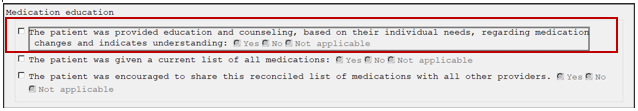 Medication education
The patient was provided education and counseling, based on their individual needs, regarding medication
changes and indicates understanding: Yes No Not applicable
The patient was given a current list of all medications: Yes No Not applicable
The patient was encouraged to share this reconciled list of medications with all other providers. Yes No
Not applicable